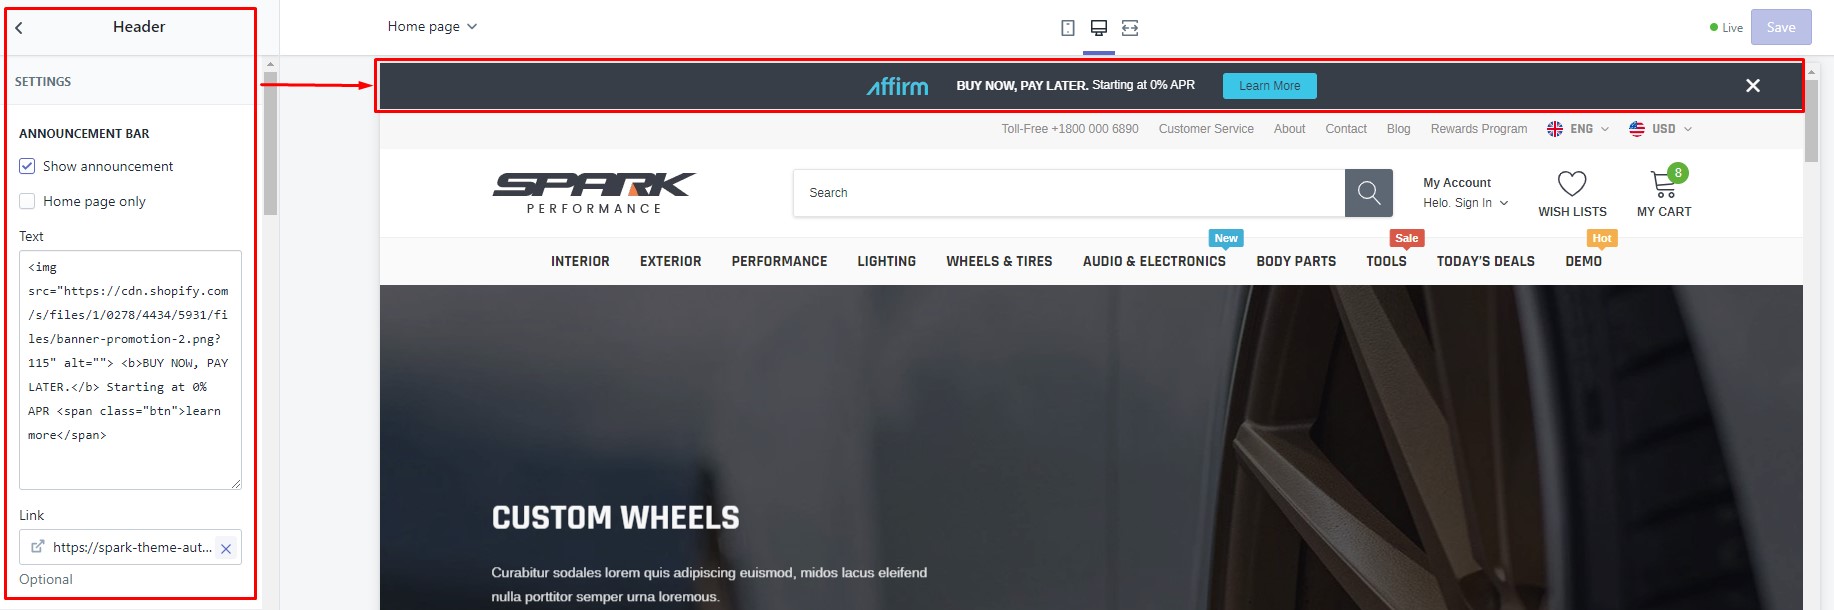 Header
SETTINGS
ANNOUNCEMENT BAR
Show announcement
Home page only
Text
<img
src="https://cdn.shopify.com
/s/files/1/0278/4434/5931/fi
les/banner-promotion-2.png?
115" alt=""> <b>BUY NOW, PAY
LATER.</b> Starting at 0%
APR <span class="btn">learn
more</span>
Link
https://spark-theme-aut...
Optional
Home page
Live
Save
affirm BUY NOW, PAY LATER. Starting at 0% APR Learn More
Toll-Free +1800 000 6890 Customer Service About Contact Blog Rewards Program ENG USD
SPARK
PERFORMANCE
Search
My Account
Helo. Sign In
WISH LISTS
8
MY CART
New Sale Hot
INTERIOR EXTERIOR PERFORMANCE LIGHTING WHEELS & TIRES AUDIO & ELECTRONICS BODY PARTS TOOLS TODAY'S DEALS DEMO
CUSTOM WHEELS
Curabitur sodales lorem quis adipiscing euismod, midos lacus eleifend
nulla porttitor semper urna loremous.